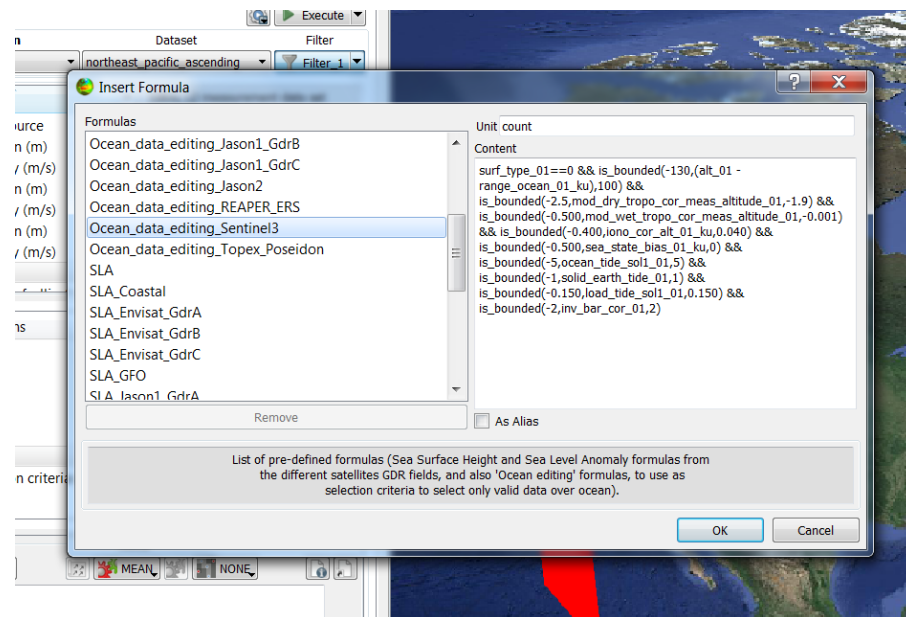 Execute
n Dataset Filter
northeast_pacific_ascending Filter_1
Insert Formula
Formulas
Unit count
Content
Ocean_data_editing_Jason1_GdrB
Ocean_data_editing_Jason1_GdrC
Ocean_data_editing_Jason2
Ocean_data_editing_REAPER_ERS
Ocean_data_editing_Sentinel3
Ocean_data_editing_Topex_Poseidon
SLA
SLA_Coastal
SLA_Envisat_GdrA
SLA_Envisat_GdrB
SLA_Envisat_GdrC
SLA_GFO
SLA_Jason1_GdrA
surf_type_01==0 && is_bounded(-130,(alt_01 -
range_ocean_01_ku),100) &&
is_bounded(-2.5,mod_dry_tropo_cor_meas_altitude_01,-1.9) &&
is_bounded(-0.500,mod_wet_tropo_cor_meas_altitude_01,-0.001)
&& is_bounded(-0.400,iono_cor_alt_01_ku,0.040) &&
is_bounded(-0.500,sea_state_bias_01_ku,0) &&
is_bounded(-5,ocean_tide_sol1_01,5) &&
is_bounded(-1,solid_earth_tide_01,1) &&
is_bounded(-0.150,load_tide_sol1_01,0.150) &&
is_bounded(-2,inv_bar_cor_01,2)
Remove
As Alias
List of pre-defined formulas (Sea Surface Height and Sea Level Anomaly formulas from
the different satellites GDR fields, and also 'Ocean editing' formulas, to use as
selection criteria to select only valid data over ocean).
OK Cancel
urce
n (m)
y (m/s)
n (m)
y (m/s)
n (m)
y (m/s)
ns
n criteria
MEAN NONE